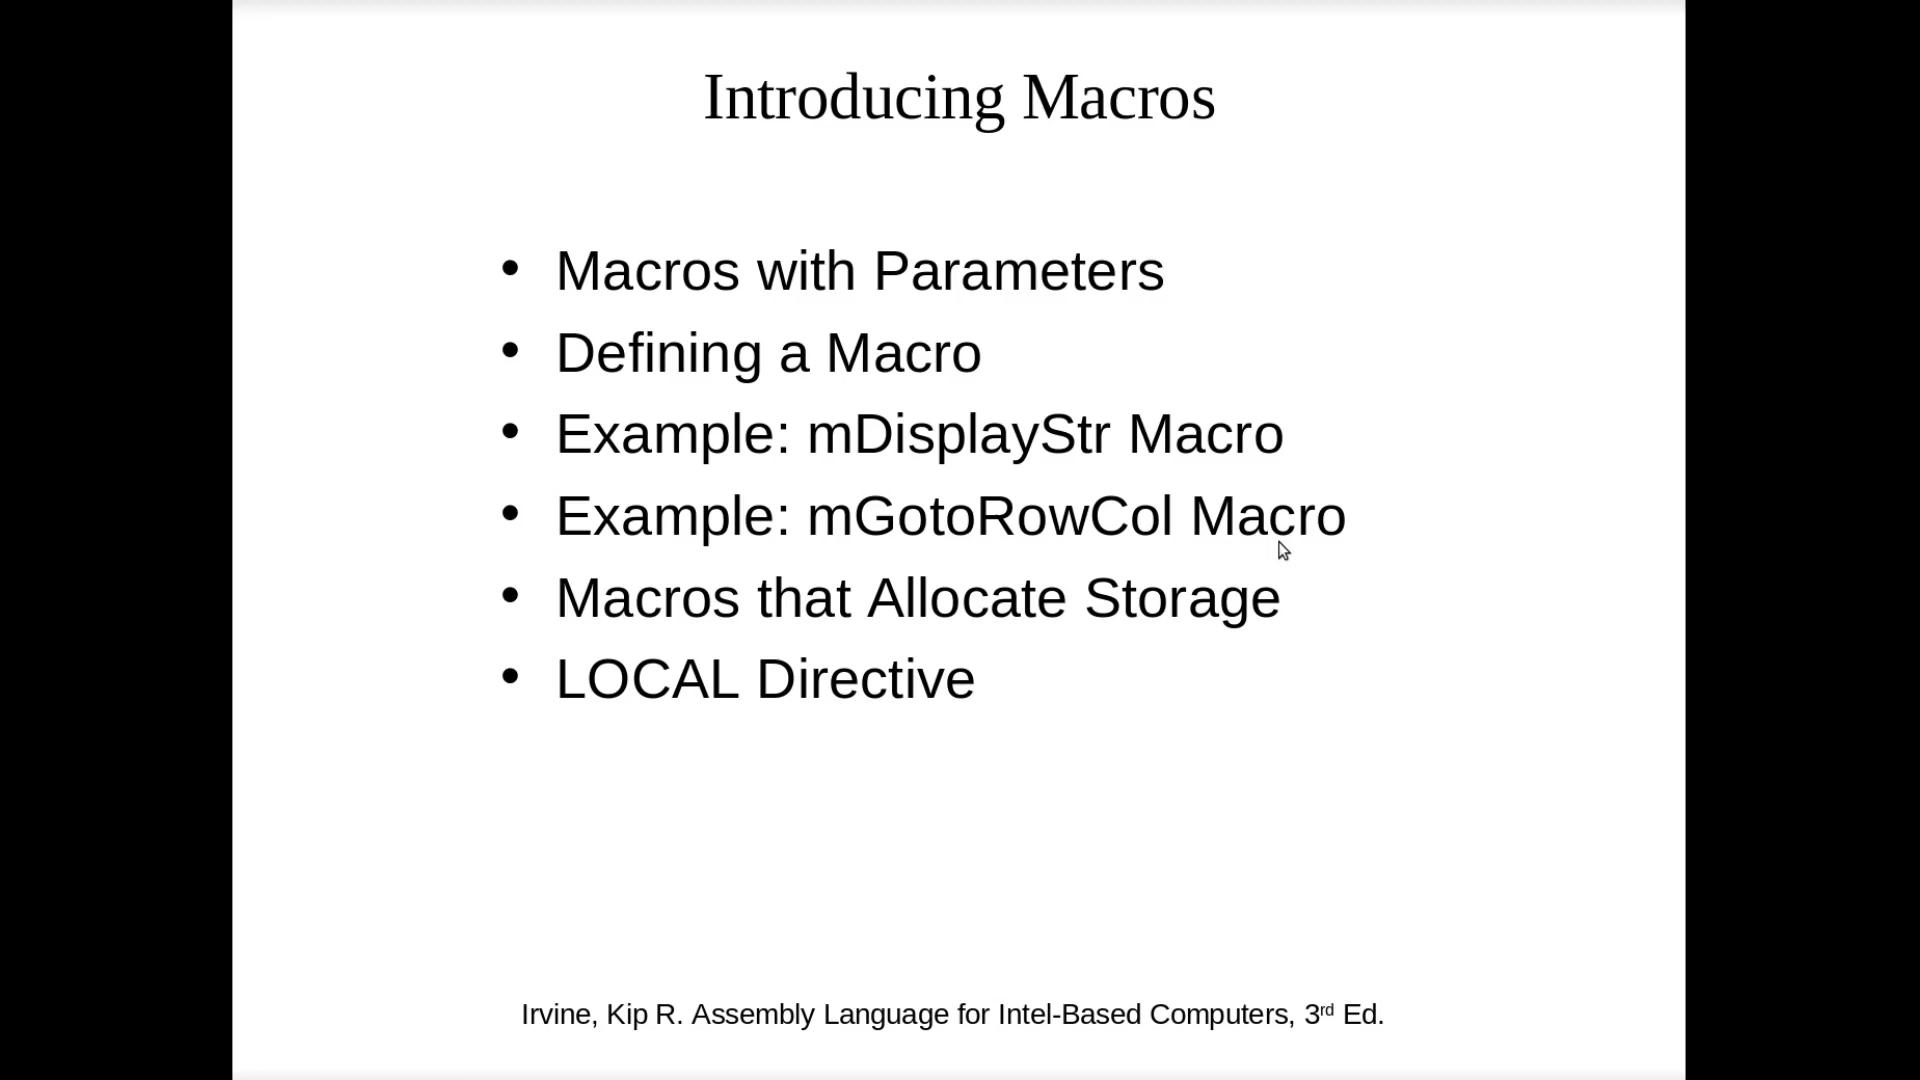 Introducing Macros
• Macros with Parameters
• Defining a Macro
• Example: mDisplayStr Macro
• Example: mGotoRowCol Macro
• Macros that Allocate Storage
• LOCAL Directive
Irvine, Kip R. Assembly Language for Intel-Based Computers, 3rd Ed.